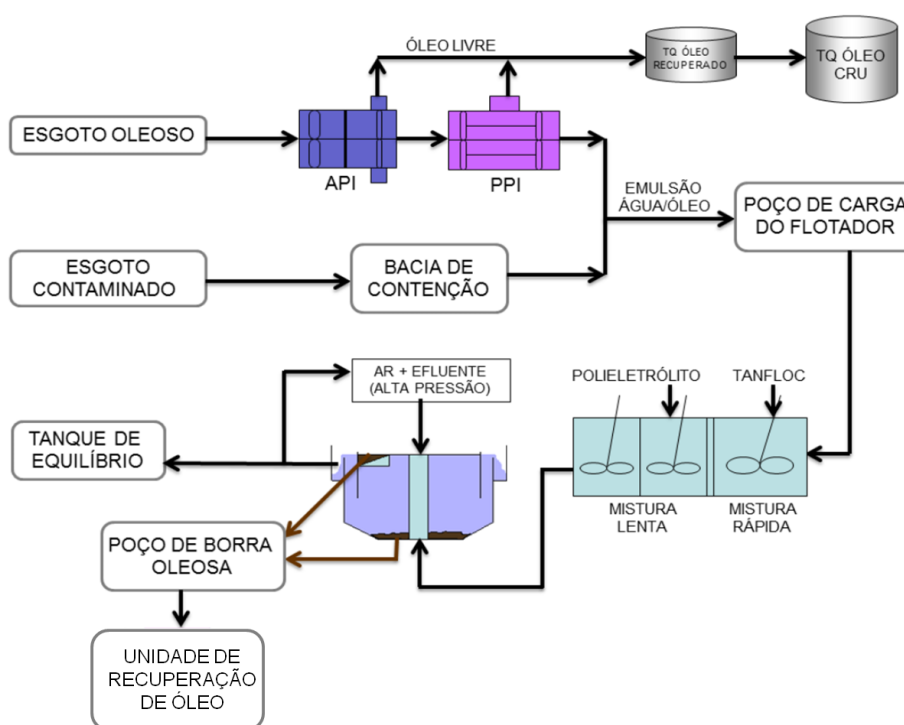 ÓLEO LIVRE
TQ ÓLEO
RECUPERADO
TQ ÓLEO
CRU
ESGOTO OLEOSO
API
PPI
EMULSÃO
ÁGUA/ÓLEO
POÇO DE CARGA
DO FLOTADOR
ESGOTO
CONTAMINADO
BACIA DE
CONTENÇÃO
AR + EFLUENTE
(ALTA PRESSÃO)
POLIELETRÓLITO
TANFLOC
TANQUE DE
EQUILÍBRIO
MISTURA
LENTA
MISTURA
RÁPIDA
POÇO DE BORRA
OLEOSA
UNIDADE DE
RECUPERAÇÃO
DE ÓLEO